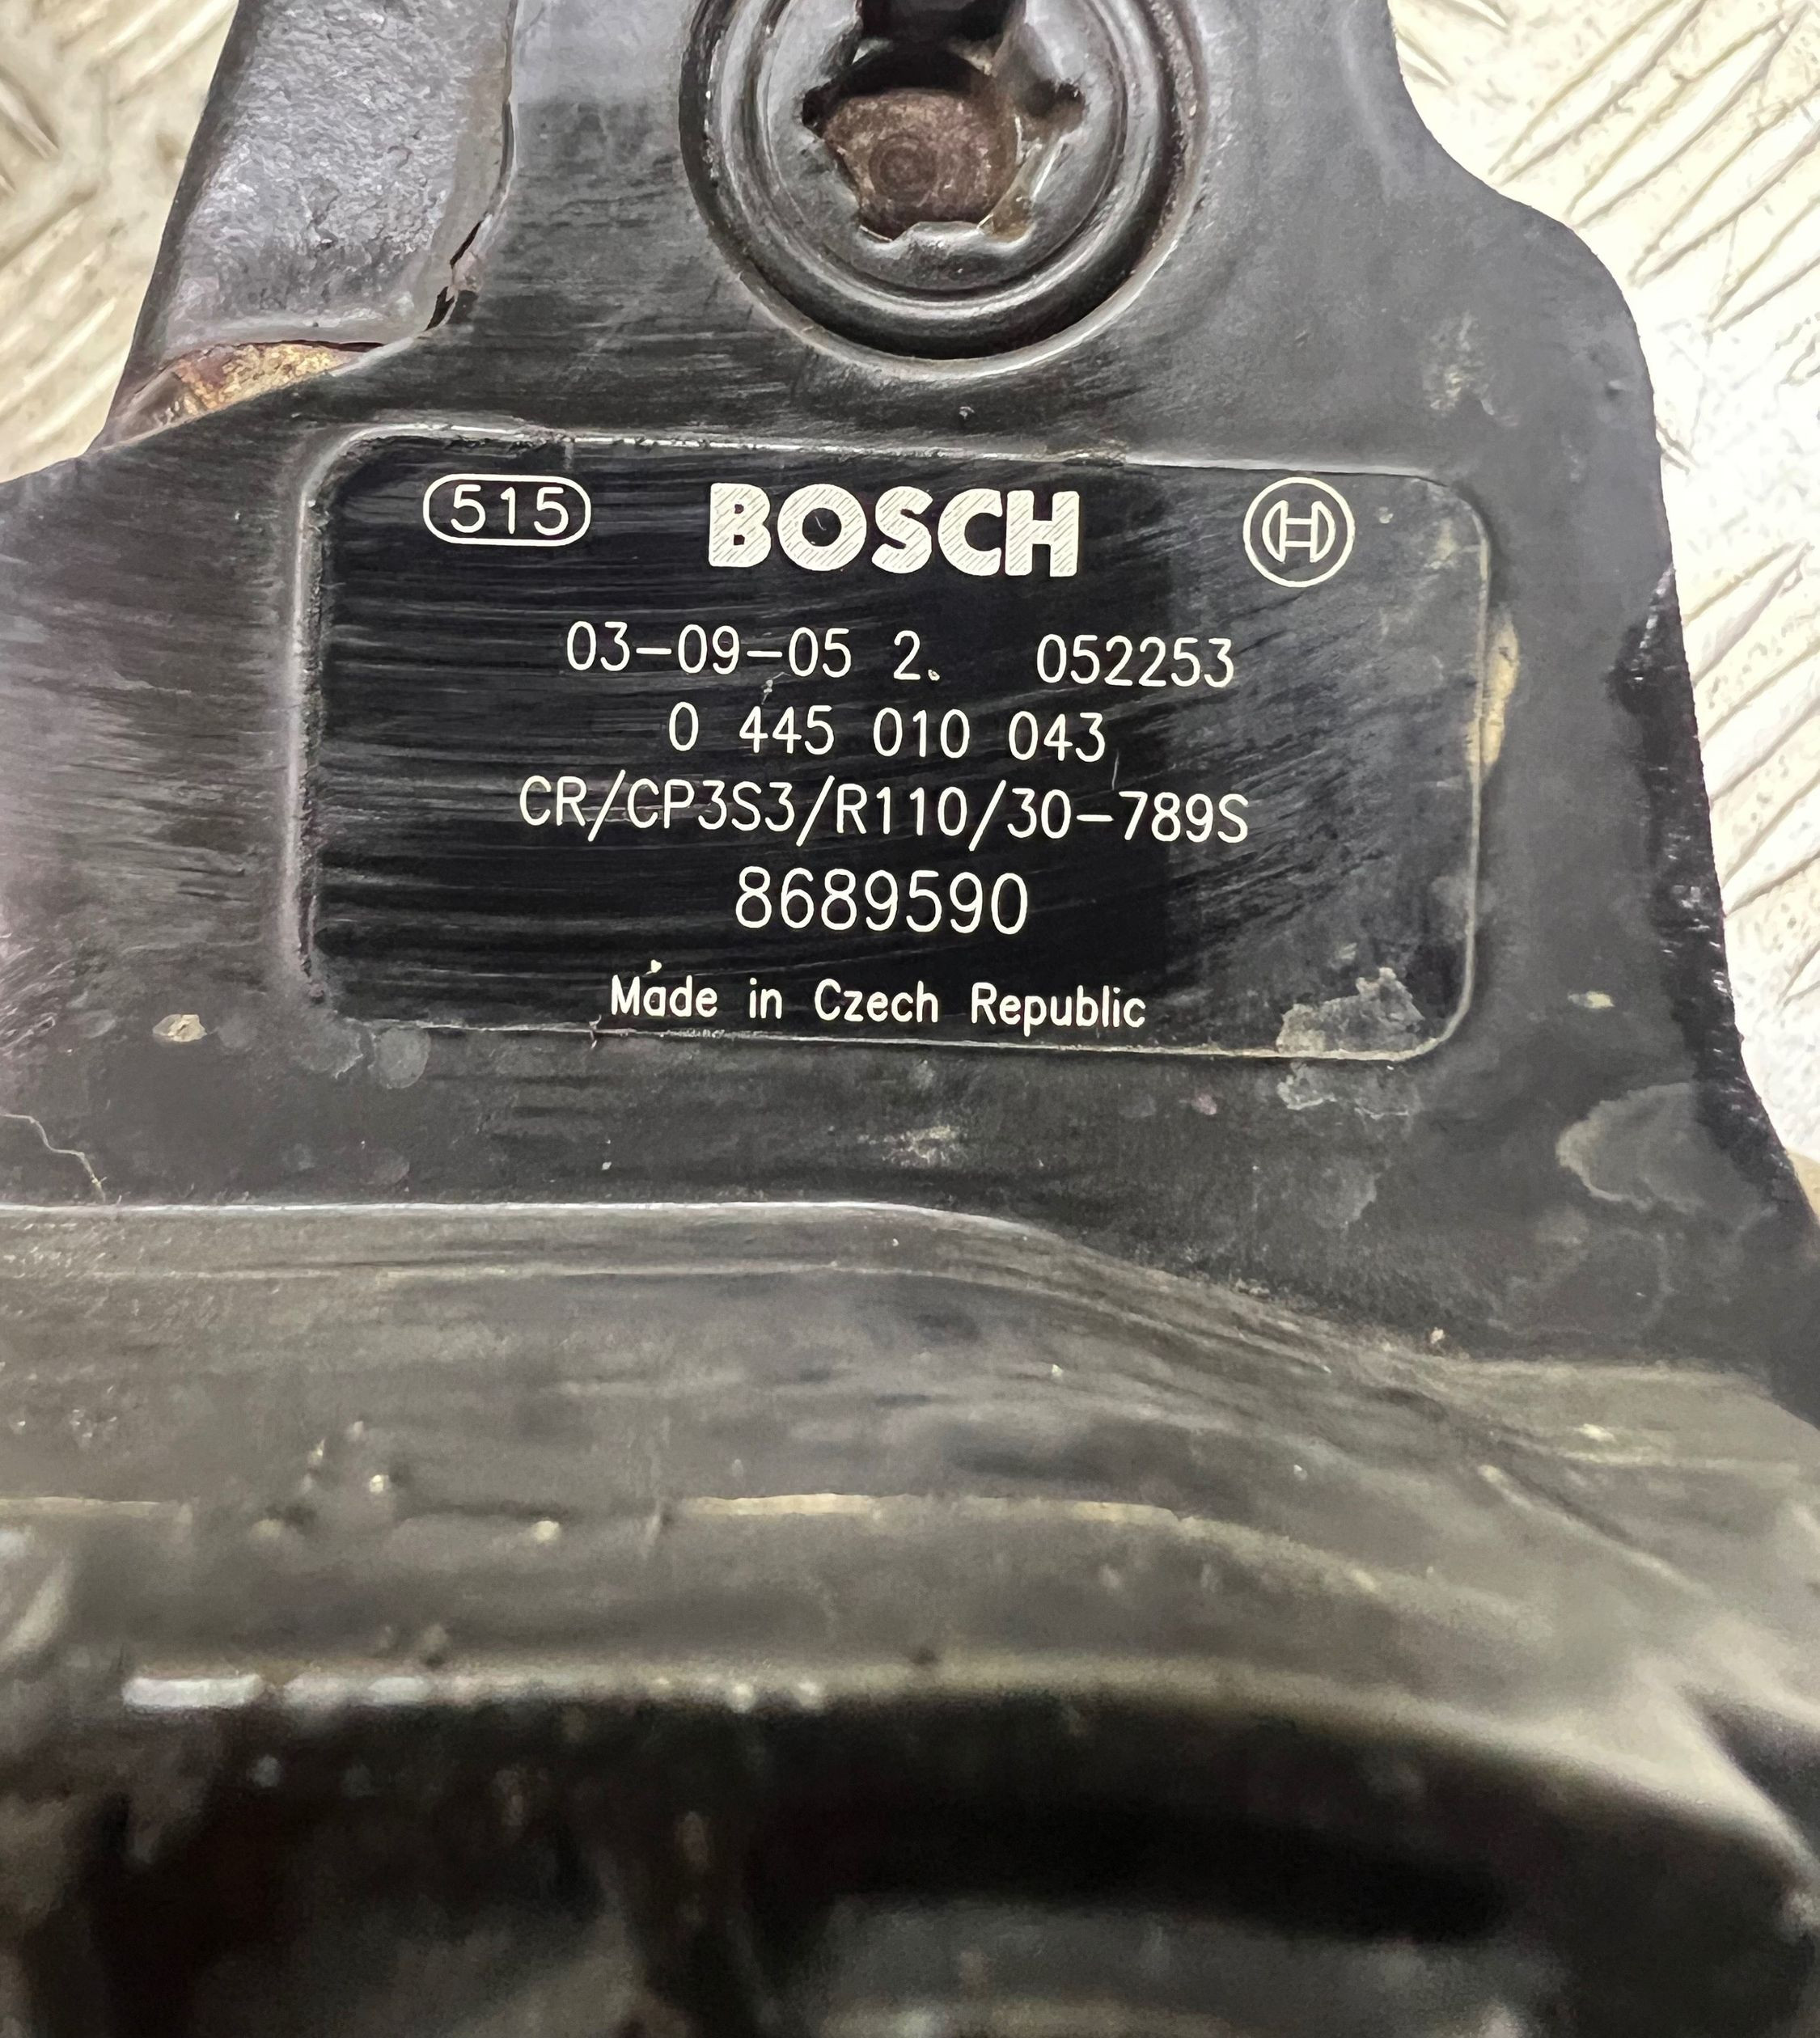 515 BOSCH
03-09-05 2. 052253
0 445 010 043
CR/CP3S3/R110/30-789S
8689590
Made in Czech Republic